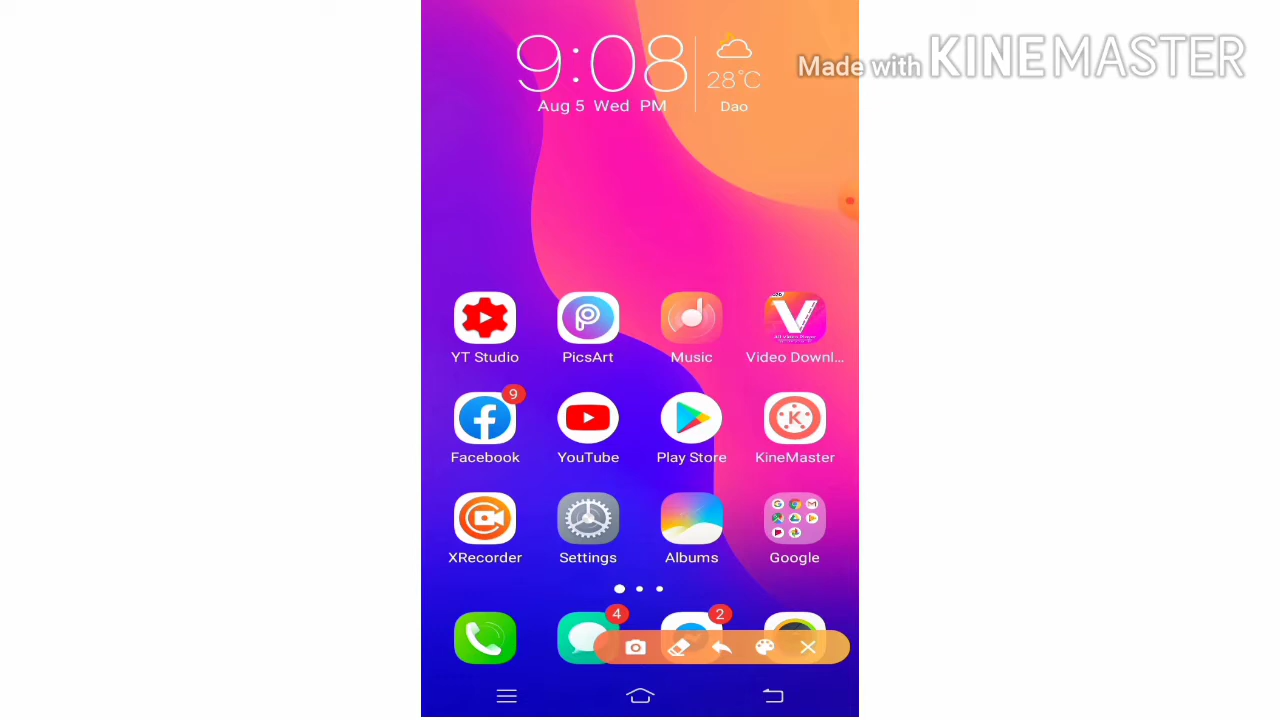 9:08
Aug 5 Wed PM
28°C
Dao
Made with KINEMASTER
YT Studio
PicsArt
Music
Video Downl...
9
Facebook
YouTube
Play Store
KineMaster
XRecorder
Settings
Albums
Google
4
2